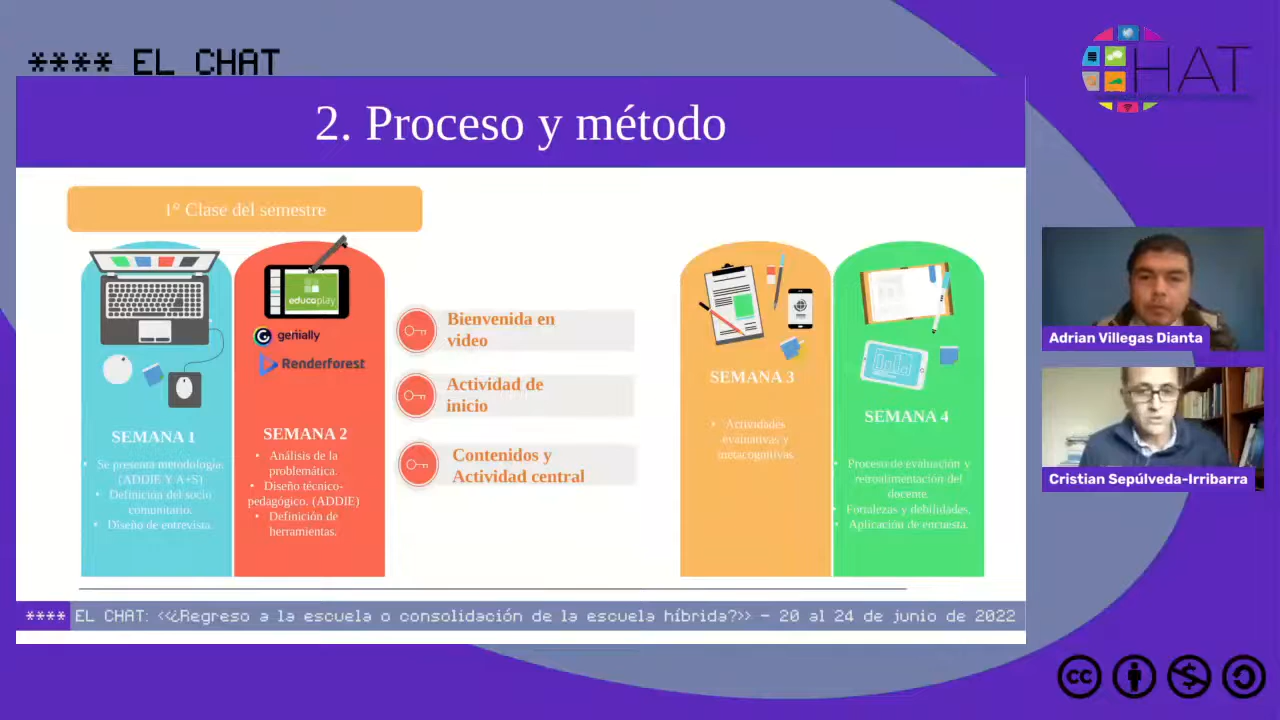 **** EL CHAT
HAT
2. Proceso y método
1° Clase del semestre
educaplay
genially
Renderforest
SEMANA 1
• Se presenta metodología.
(ADDIE Y A+S)
• Definición del socio
comunitario.
• Diseño de entrevista.
SEMANA 2
• Análisis de la
problemática.
• Diseño técnico-
pedagógico. (ADDIE)
• Definición de
herramientas.
Bienvenida en
video
Actividad de
inicio
Contenidos y
Actividad central
SEMANA 3
• Actividades
evaluativas y
metacognitivas.
SEMANA 4
• Proceso de evaluación y
retroalimentación del
docente.
• Fortalezas y debilidades.
• Aplicación de encuesta.
Adrian Villegas Dianta
Cristian Sepúlveda-Irribarra
**** EL CHAT: <<¿Regreso a la escuela o consolidación de la escuela híbrida?>> - 20 al 24 de junio de 2022
cc